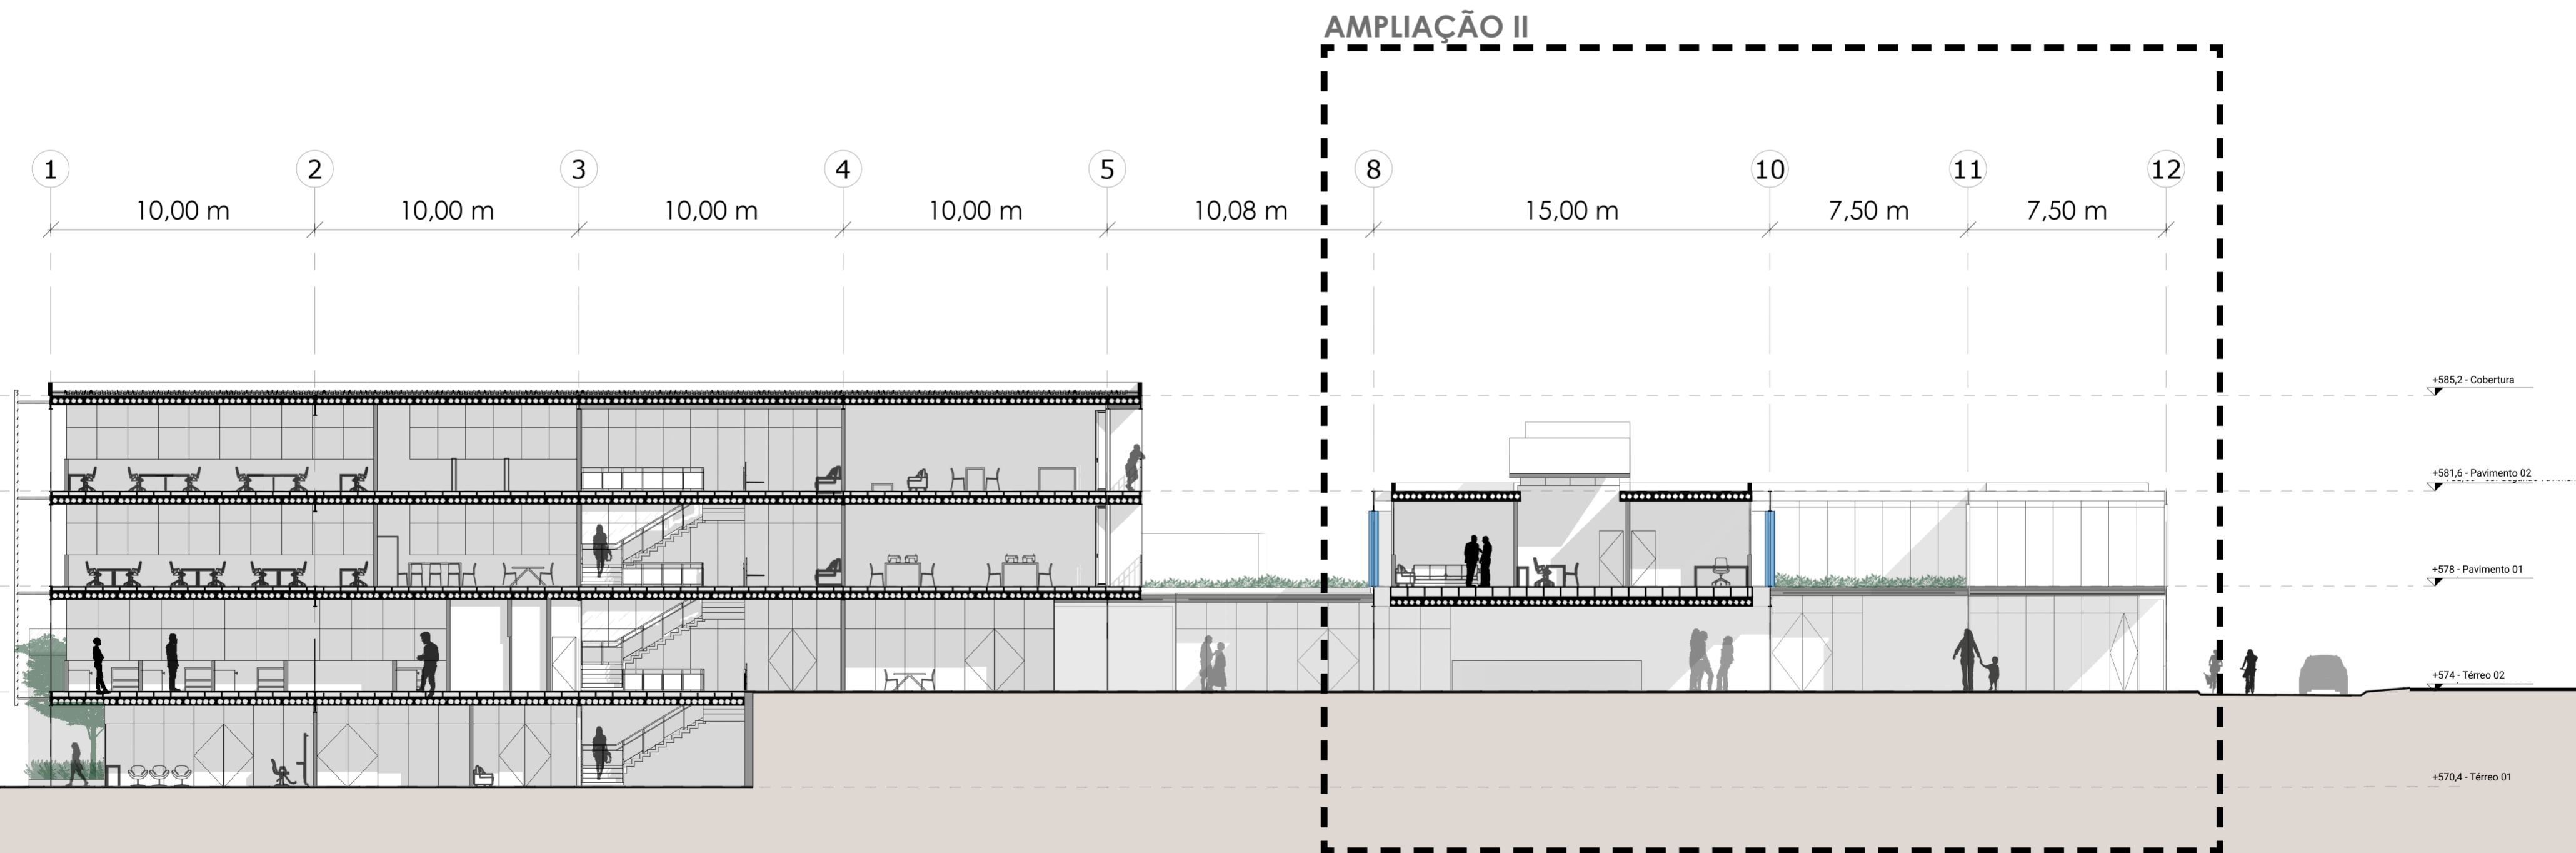 AMPLIAÇÃO II
1 2 3 4 5 8 10 11 12
10,00 m 10,00 m 10,00 m 10,00 m 10,08 m 15,00 m 7,50 m 7,50 m
+585,2 - Cobertura
+581,6 - Pavimento 02
+578 - Pavimento 01
+574 - Térreo 02
+570,4 - Térreo 01